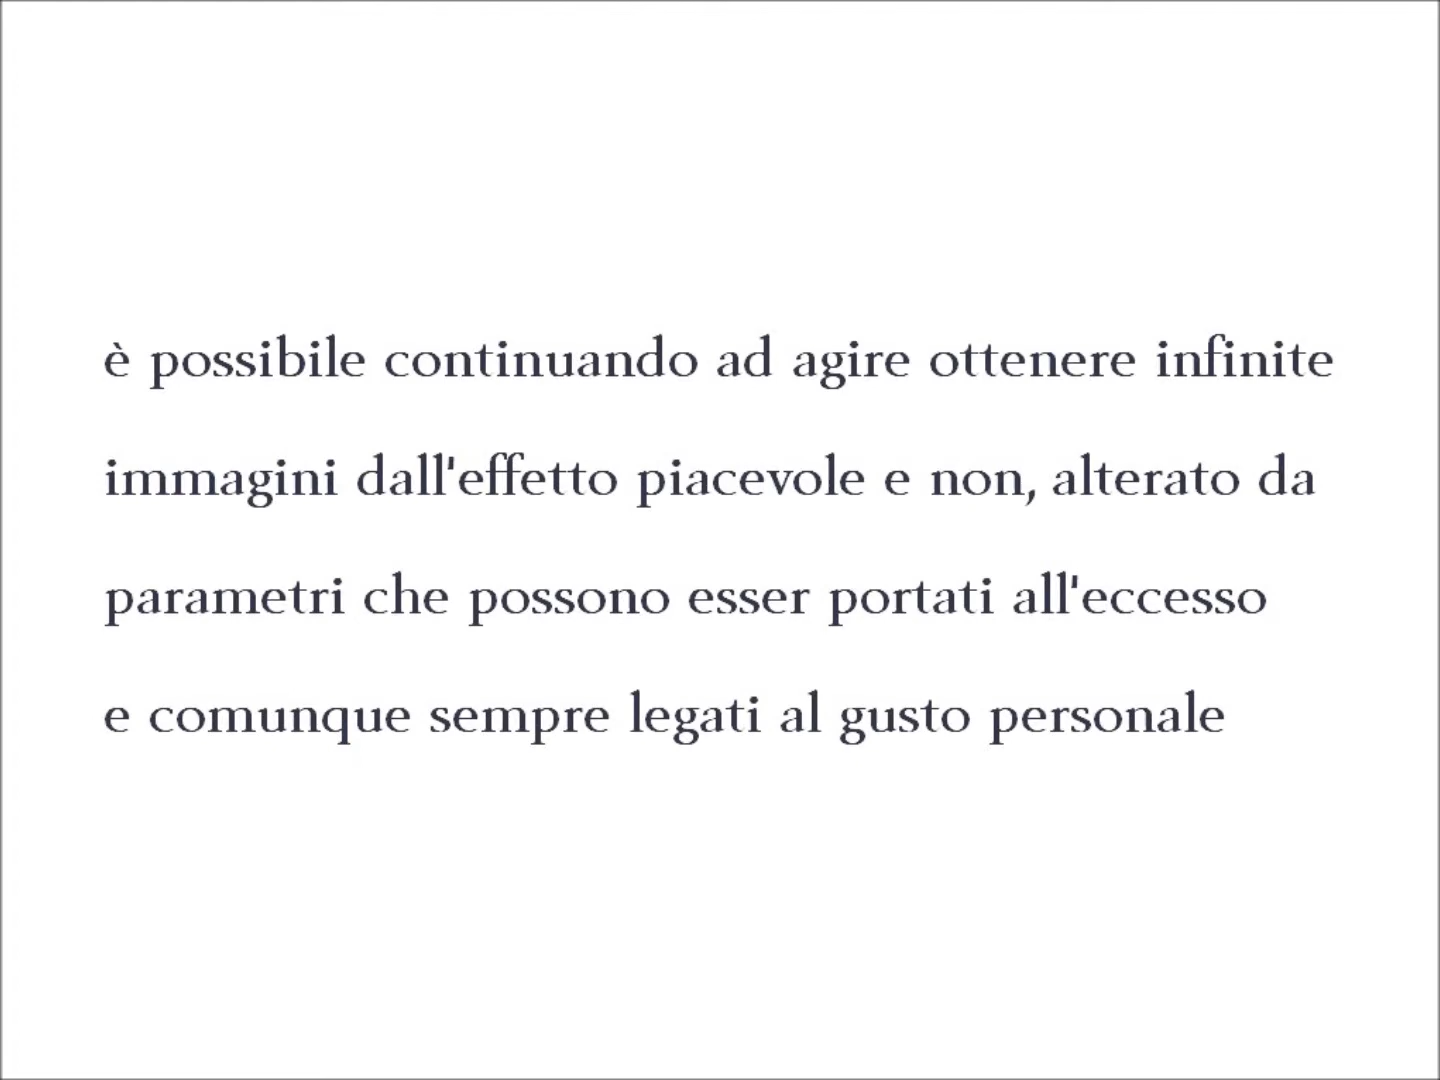 è possibile continuando ad agire ottenere infinite
immagini dall'effetto piacevole e non, alterato da
parametri che possono esser portati all'eccesso
e comunque sempre legati al gusto personale